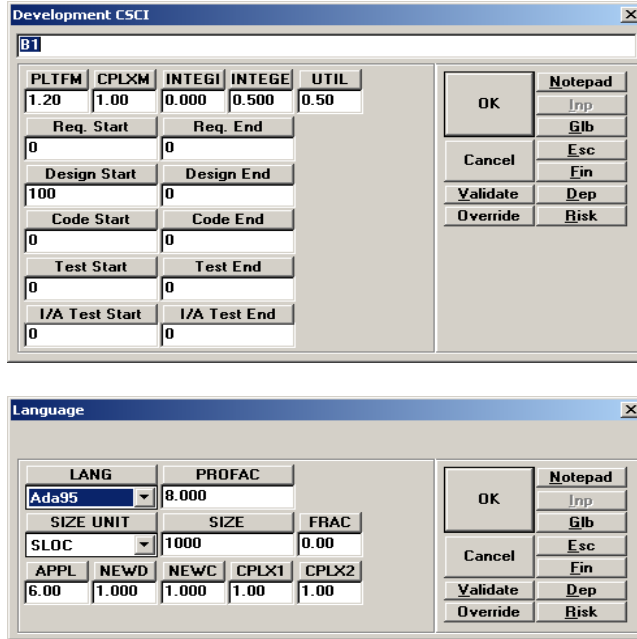 Development CSCI
B1
PLTFM CPLXM INTEGI INTEGE UTIL
1.20 1.00 0.000 0.500 0.50
Req. Start Req. End
0 0
Design Start Design End
100 0
Code Start Code End
0 0
Test Start Test End
0 0
I/A Test Start I/A Test End
0 0
OK
Cancel
Validate
Override
Notepad
Inp
Glb
Esc
Fin
Dep
Risk
Language
LANG PROFAC
Ada95 8.000
SIZE UNIT SIZE FRAC
SLOC 1000 0.00
APPL NEWD NEWC CPLX1 CPLX2
6.00 1.000 1.000 1.00 1.00
OK
Cancel
Validate
Override
Notepad
Inp
Glb
Esc
Fin
Dep
Risk